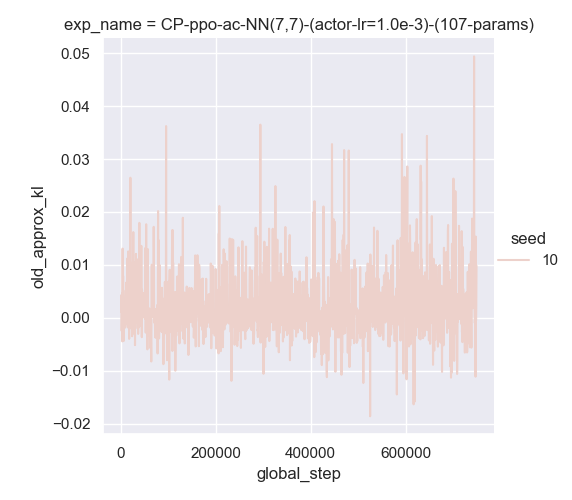 exp_name = CP-ppo-ac-NN(7,7)-(actor-lr=1.0e-3)-(107-params)
0.05
0.04
0.03
0.02
0.01
0.00
−0.01
−0.02
old_approx_kl
0 200000 400000 600000
global_step
seed
10